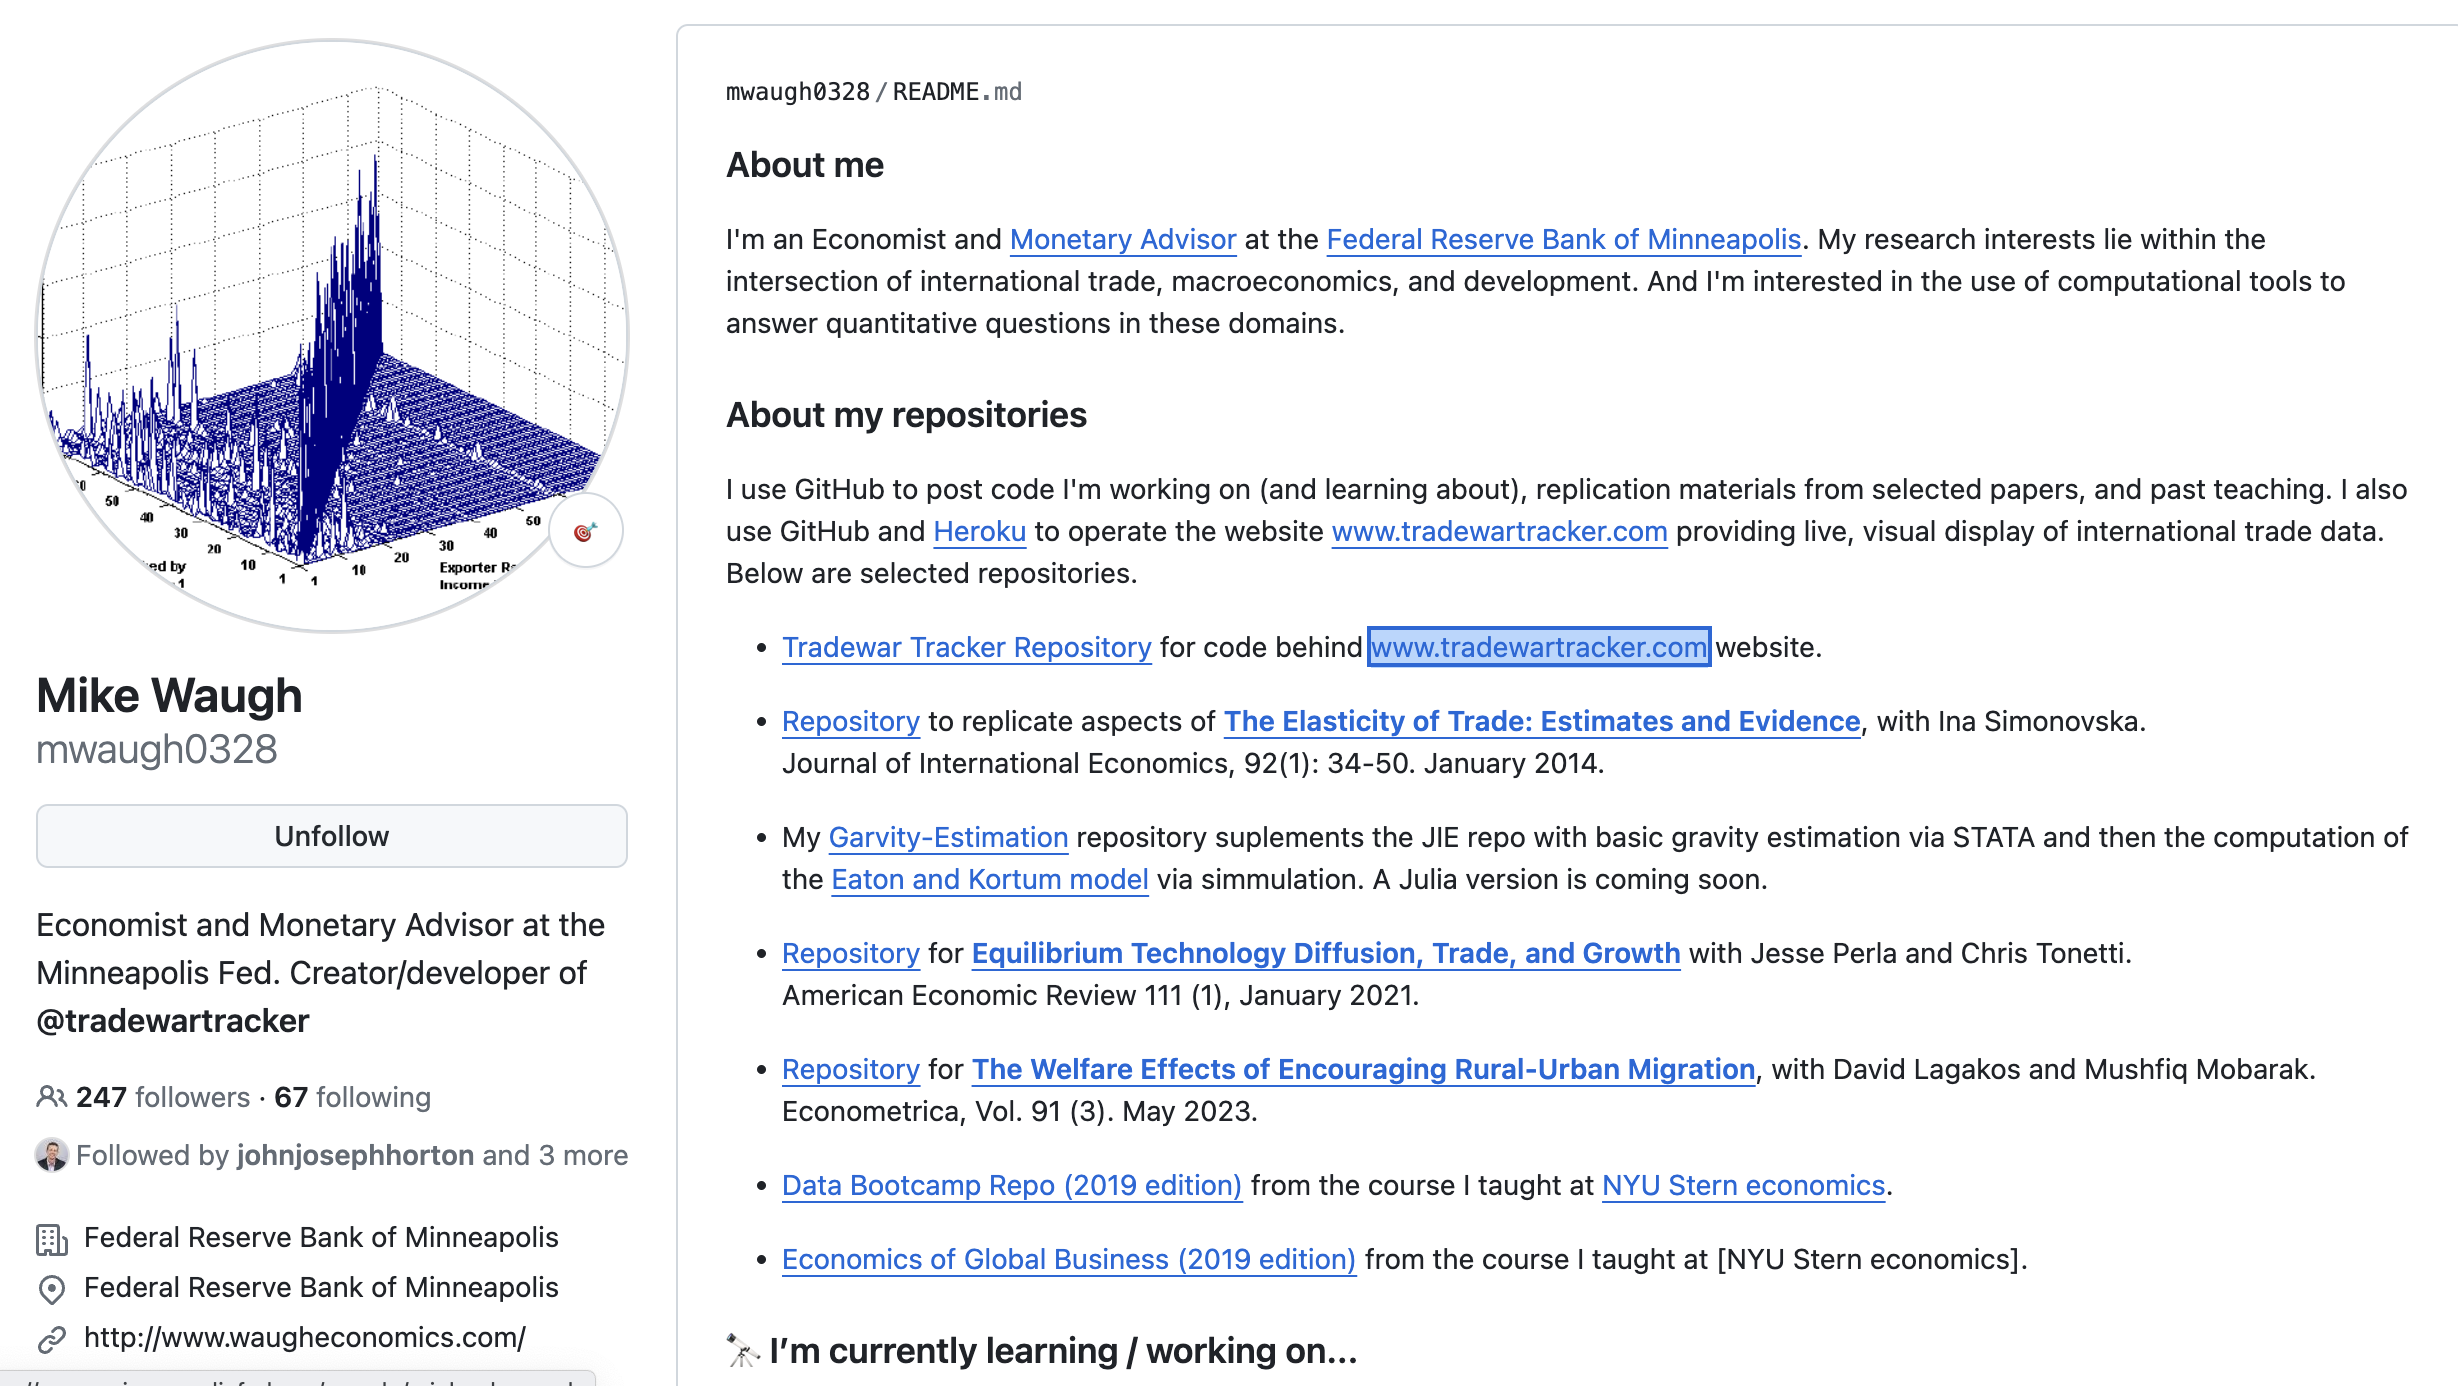 60
50
40
30
20
10
1
1
10
20
30
40
50
ed by
1
Exporter Ra
Income
Mike Waugh
mwaugh0328
Unfollow
Economist and Monetary Advisor at the
Minneapolis Fed. Creator/developer of
@tradewartracker
247 followers · 67 following
Followed by johnjosephhorton and 3 more
Federal Reserve Bank of Minneapolis
Federal Reserve Bank of Minneapolis
http://www.waugheconomics.com/
mwaugh0328/README.md
About me
I'm an Economist and Monetary Advisor at the Federal Reserve Bank of Minneapolis. My research interests lie within the
intersection of international trade, macroeconomics, and development. And I'm interested in the use of computational tools to
answer quantitative questions in these domains.
About my repositories
I use GitHub to post code I'm working on (and learning about), replication materials from selected papers, and past teaching. I also
use GitHub and Heroku to operate the website www.tradewartracker.com providing live, visual display of international trade data.
Below are selected repositories.
• Tradewar Tracker Repository for code behind www.tradewartracker.com website.
• Repository to replicate aspects of The Elasticity of Trade: Estimates and Evidence, with Ina Simonovska.
Journal of International Economics, 92(1): 34-50. January 2014.
• My Garvity-Estimation repository suplements the JIE repo with basic gravity estimation via STATA and then the computation of
the Eaton and Kortum model via simmulation. A Julia version is coming soon.
• Repository for Equilibrium Technology Diffusion, Trade, and Growth with Jesse Perla and Chris Tonetti.
American Economic Review 111 (1), January 2021.
• Repository for The Welfare Effects of Encouraging Rural-Urban Migration, with David Lagakos and Mushfiq Mobarak.
Econometrica, Vol. 91 (3). May 2023.
• Data Bootcamp Repo (2019 edition) from the course I taught at NYU Stern economics.
• Economics of Global Business (2019 edition) from the course I taught at [NYU Stern economics].
🔭 I’m currently learning / working on...